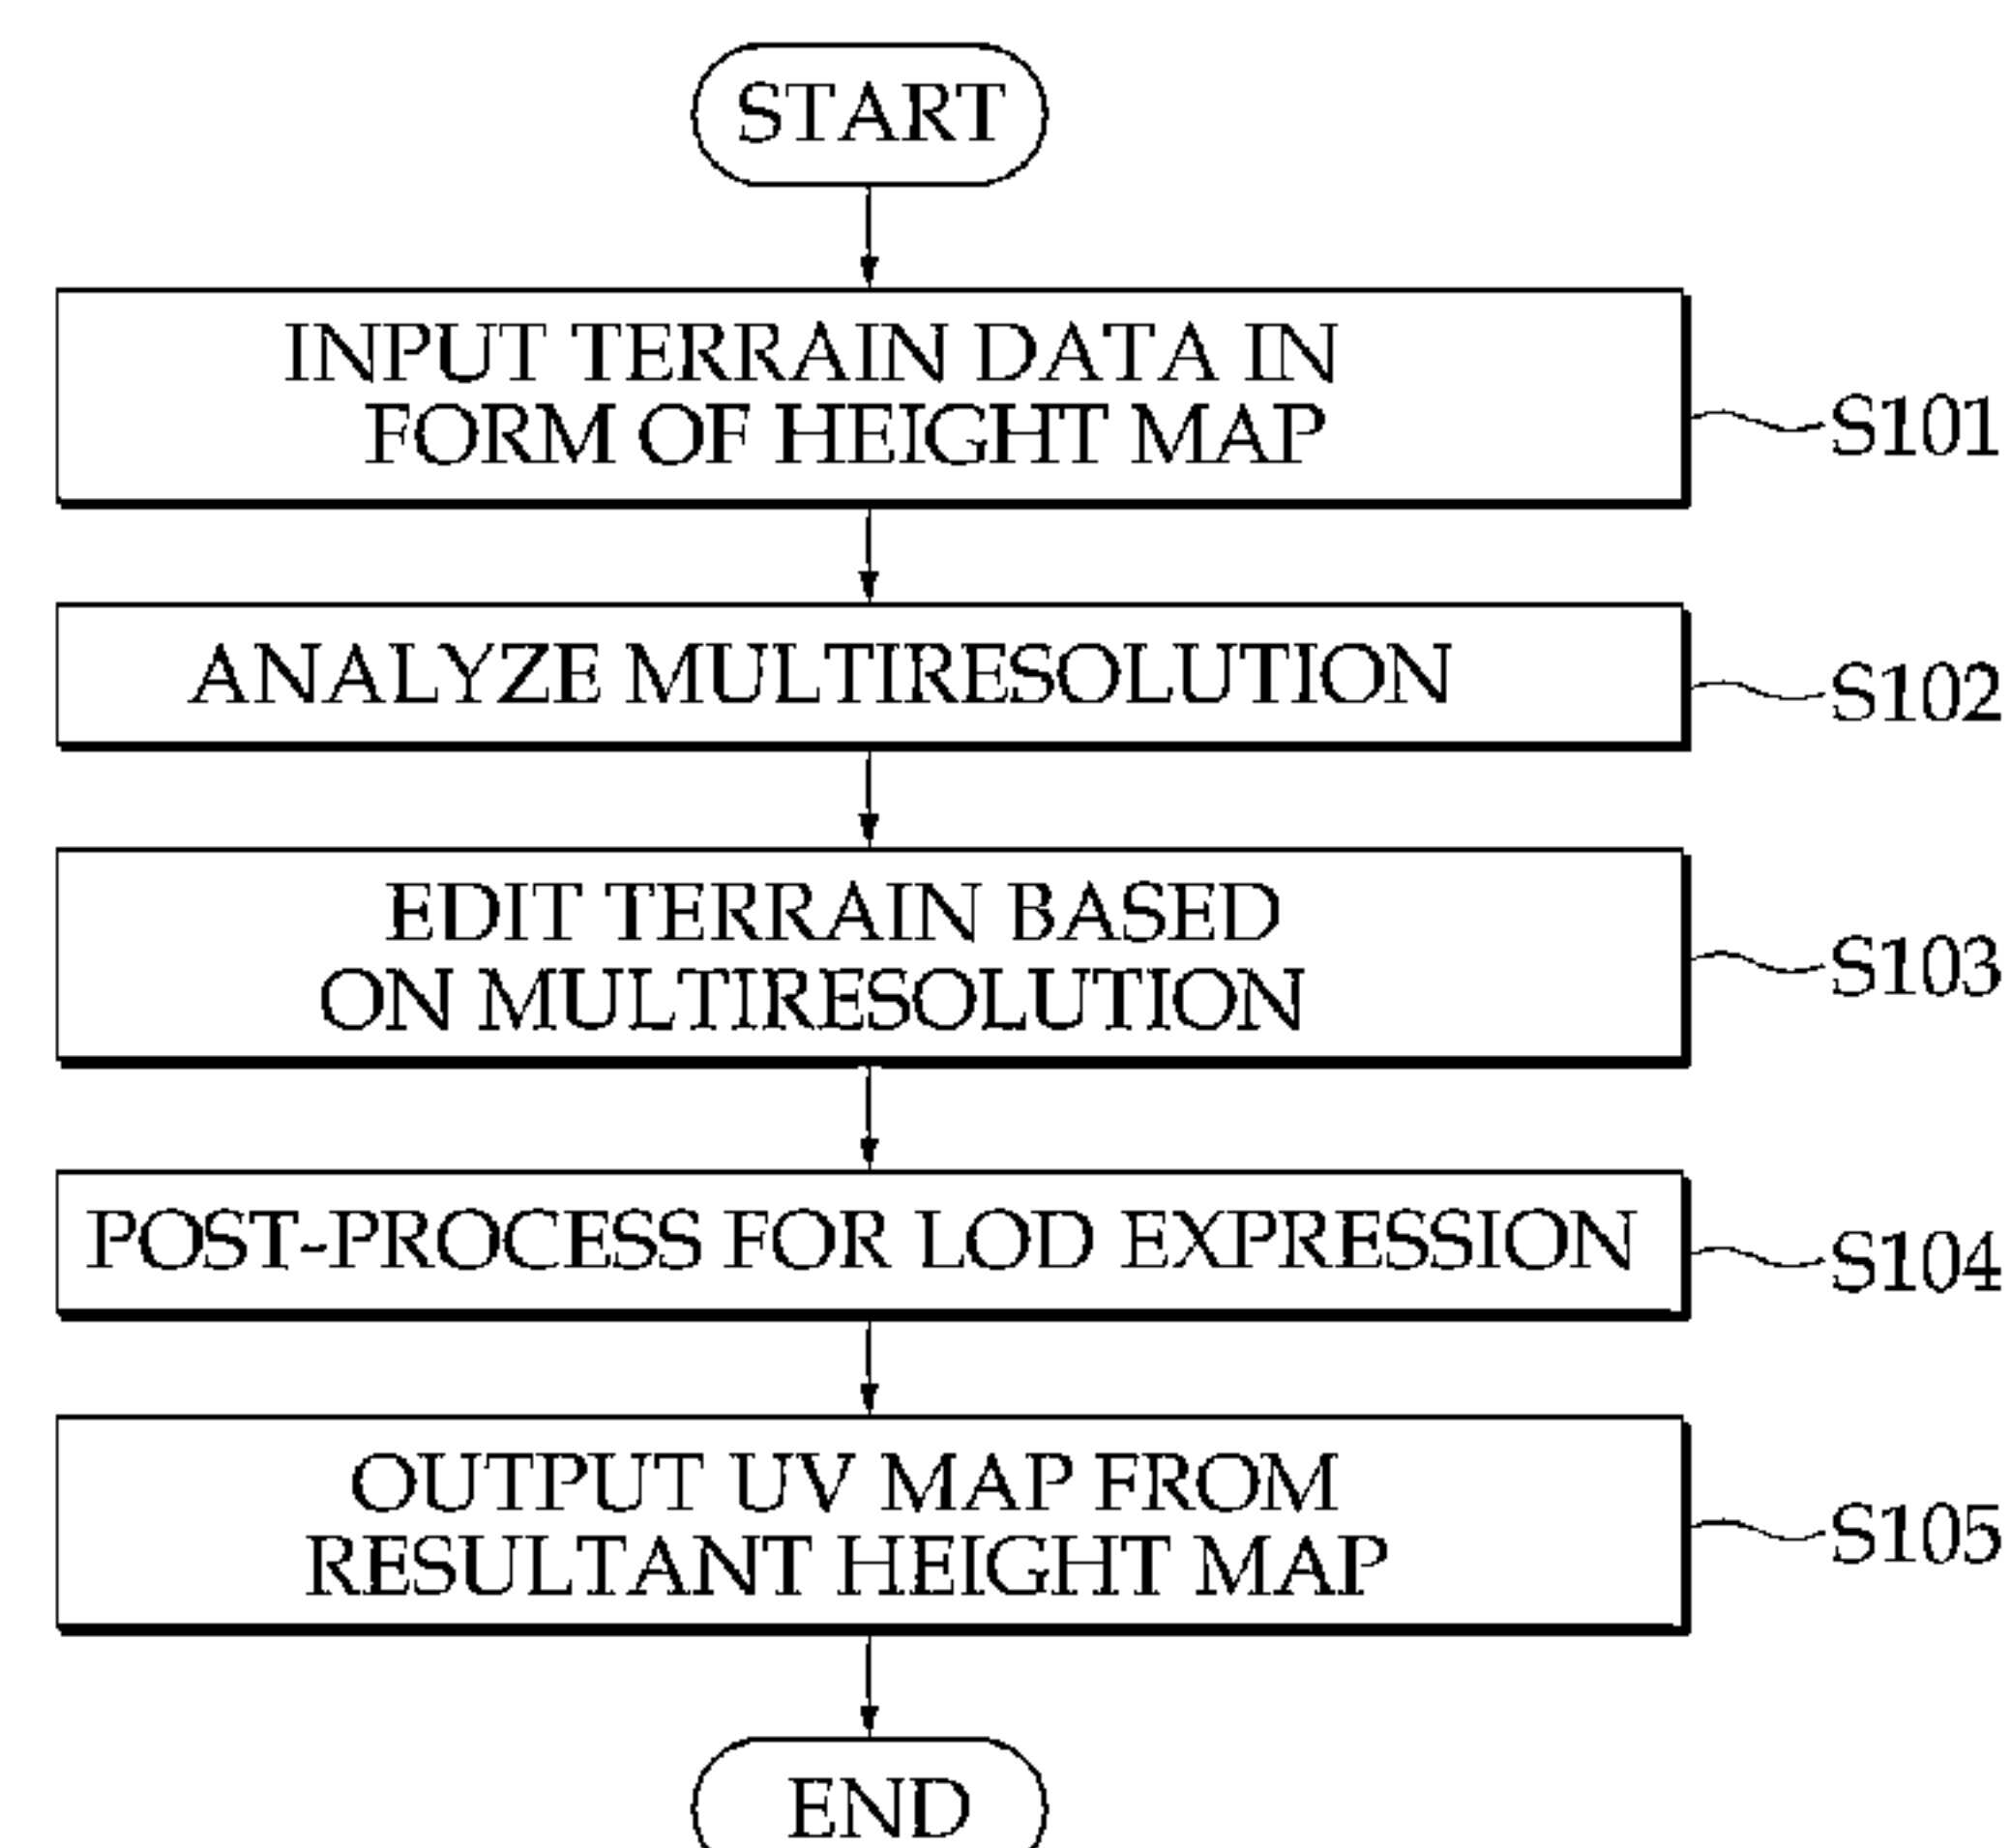 START
INPUT TERRAIN DATA IN
FORM OF HEIGHT MAP
S101
ANALYZE MULTIRESOLUTION
S102
EDIT TERRAIN BASED
ON MULTIRESOLUTION
S103
POST-PROCESS FOR LOD EXPRESSION
S104
OUTPUT UV MAP FROM
RESULTANT HEIGHT MAP
S105
END